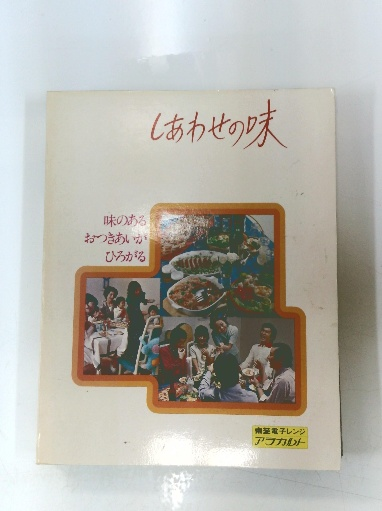 しあわせの味
味のある
おつきあいが
ひろがる
東芝電子レンジ
アラカルト